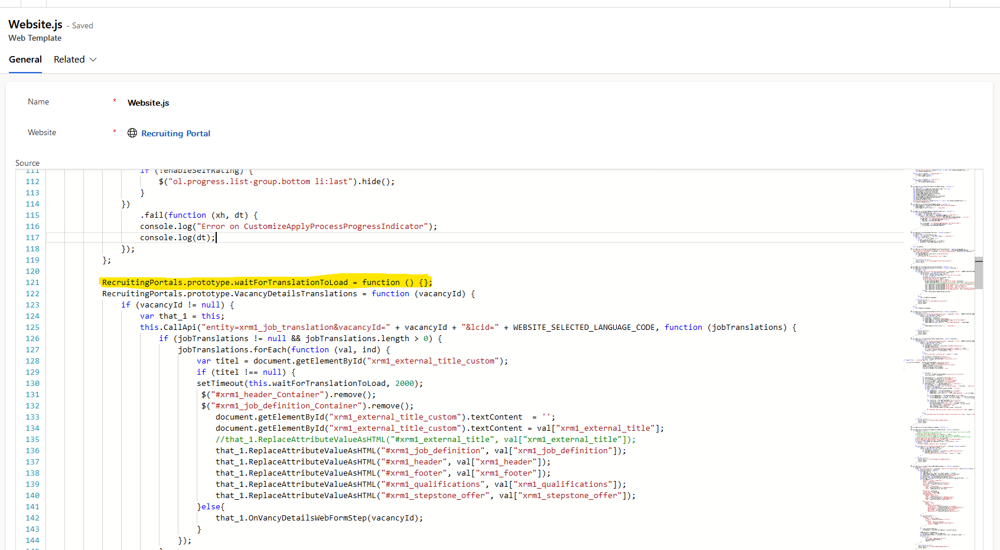 Website.js - Saved
Web Template
General Related
Name * Website.js
Website * Recruiting Portal
Source
111 if (!enableSelfRating) {
112 $("ol.progress.list-group.bottom li:last").hide();
113 }
114 })
115 .fail(function (xh, dt) {
116 console.log("Error on CustomizeApplyProcessProgressIndicator");
117 console.log(dt);
118 });
119 };
120
121 RecruitingPortals.prototype.waitForTranslationToLoad = function () {};
122 RecruitingPortals.prototype.VacancyDetailsTranslations = function (vacancyId) {
123 if (vacancyId != null) {
124 var that_1 = this;
125 this.CallApi("entity=xrm1_job_translation&vacancyId=" + vacancyId + "&lcid=" + WEBSITE_SELECTED_LANGUAGE_CODE, function (jobTranslations) {
126 if (jobTranslations != null && jobTranslations.length > 0) {
127 jobTranslations.forEach(function (val, ind) {
128 var titel = document.getElementById("xrm1_external_title_custom");
129 if (titel !== null) {
130 setTimeout(this.waitForTranslationToLoad, 2000);
131 $("#xrm1_header_Container").remove();
132 $("#xrm1_job_definition_Container").remove();
133 document.getElementById("xrm1_external_title_custom").textContent  = '';
134 document.getElementById("xrm1_external_title_custom").textContent = val["xrm1_external_title"];
135 //that_1.ReplaceAttributeValueAsHTML("#xrm1_external_title", val["xrm1_external_title"]);
136 that_1.ReplaceAttributeValueAsHTML("#xrm1_job_definition", val["xrm1_job_definition"]);
137 that_1.ReplaceAttributeValueAsHTML("#xrm1_header", val["xrm1_header"]);
138 that_1.ReplaceAttributeValueAsHTML("#xrm1_footer", val["xrm1_footer"]);
139 that_1.ReplaceAttributeValueAsHTML("#xrm1_qualifications", val["xrm1_qualifications"]);
140 that_1.ReplaceAttributeValueAsHTML("#xrm1_stepstone_offer", val["xrm1_stepstone_offer"]);
141 }else{
142 that_1.OnVancyDetailsWebFormStep(vacancyId);
143 }
144 });